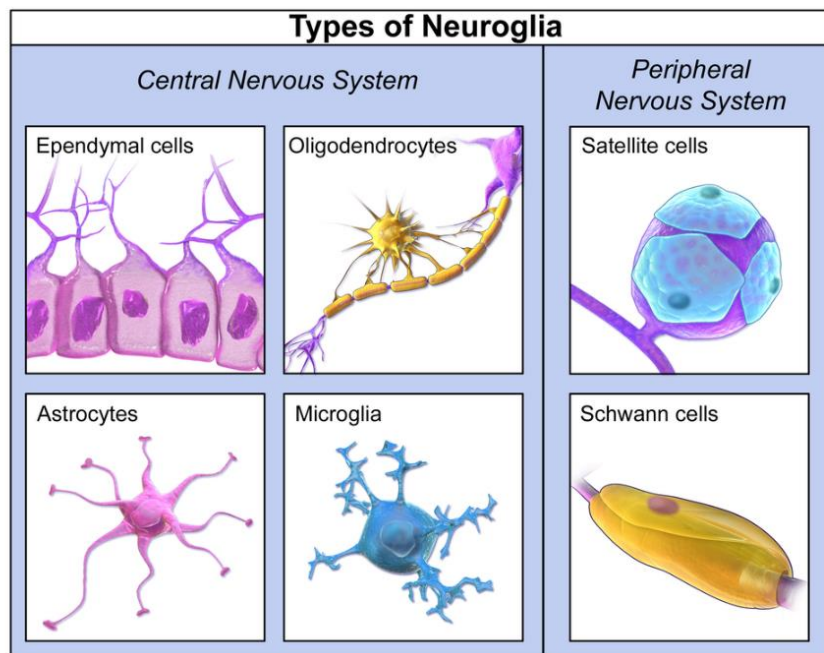 Types of Neuroglia
Central Nervous System
Peripheral
Nervous System
Ependymal cells
Oligodendrocytes
Satellite cells
Astrocytes
Microglia
Schwann cells